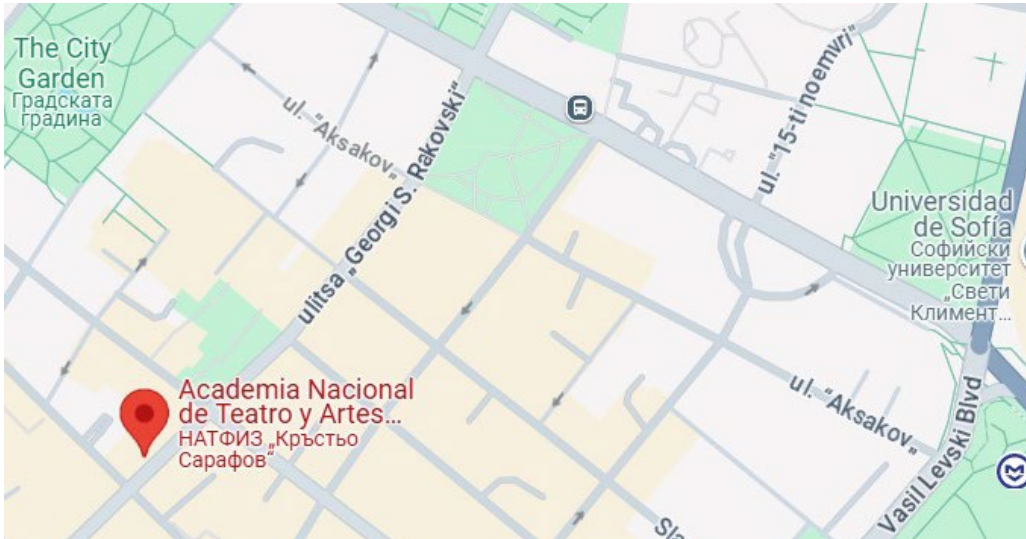 The City
Garden
Градската
градина
ul. "Aksakov"
ulitsa „Georgi S. Rakovski“
ul. "15-ti noemvri"
Universidad
de Sofía
Софийски
университет
„Свети
Климент...
Academia Nacional
de Teatro y Artes...
НАТФИЗ „Кръстьо
Сарафов“
ul. "Aksakov"
Vasil Levski Blvd